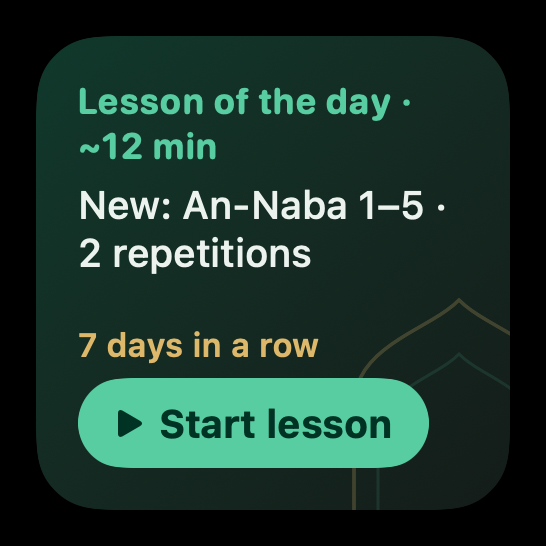 Lesson of the day ·
~12 min
New: An-Naba 1–5 ·
2 repetitions
7 days in a row
Start lesson